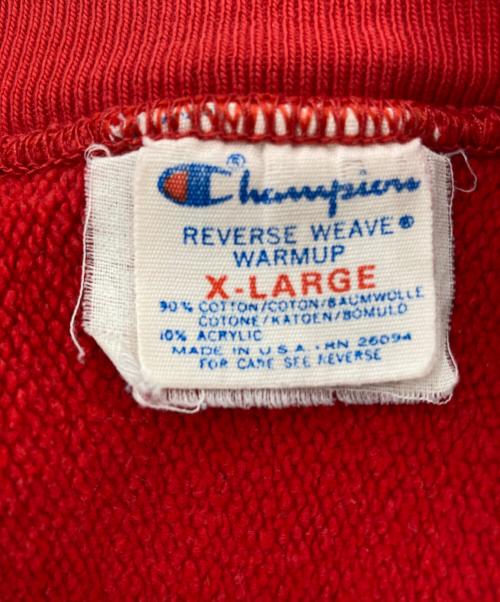 Champion®
REVERSE WEAVE®
WARMUP
X-LARGE
90% COTTON/COTON/BAUMWOLLE
COTONE/KATOEN/BOMULD
10% ACRYLIC
MADE IN U.S.A. · RN 26094
FOR CARE SEE REVERSE